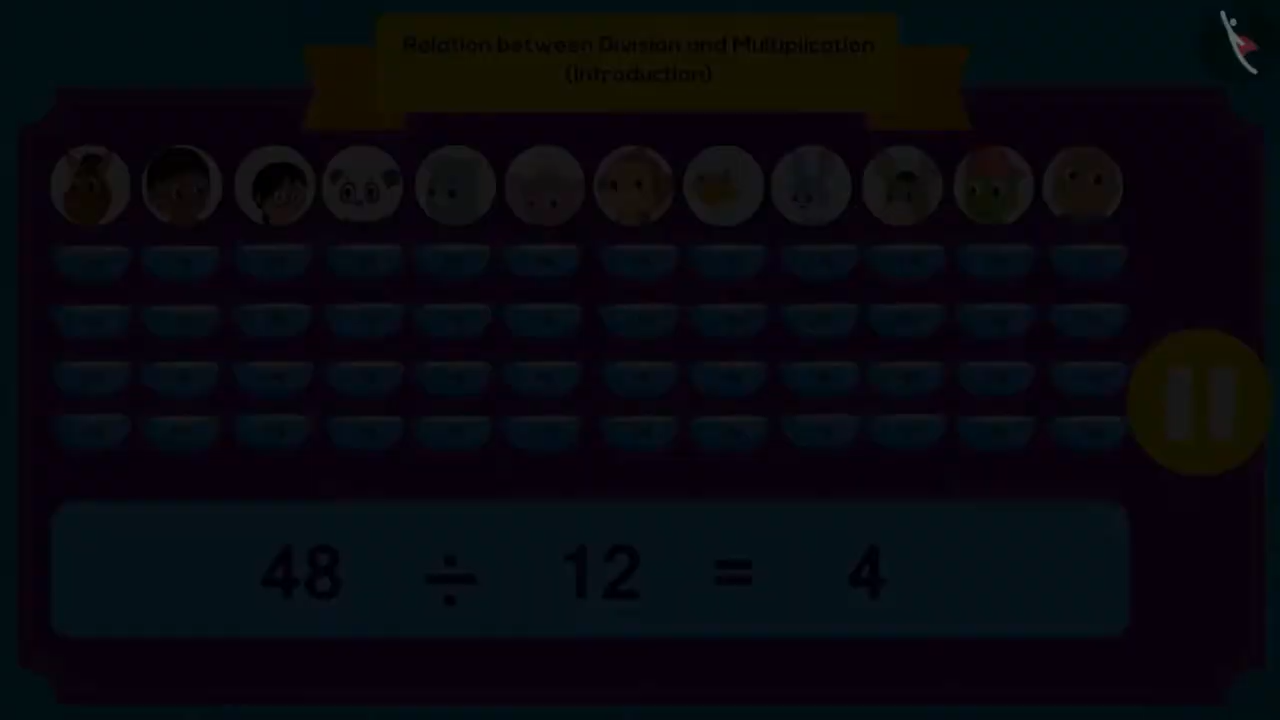 Relation between Division and Multiplication
(Introduction)
48 ÷ 12 = 4